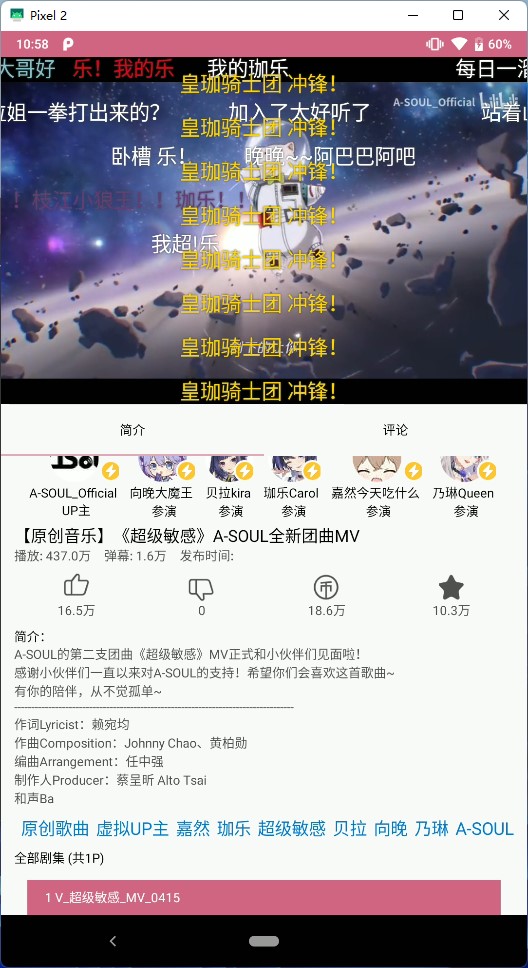 Pixel 2
10:58
60%
大哥好 乐！我的乐 我的珈乐 每日一溜
皇珈骑士团 冲锋！
A-SOUL_Official bilibili
拉姐一拳打出来的？ 加入了太好听了 站着
皇珈骑士团 冲锋！
卧槽 乐！ 晚晚~~阿巴巴阿吧
皇珈骑士团 冲锋！
！枝江小狼王！！珈乐！！
皇珈骑士团 冲锋！
我超！乐
皇珈骑士团 冲锋！
皇珈骑士团 冲锋！
皇珈骑士团 冲锋！
皇珈骑士团 冲锋！
简介 评论
A-SOUL_Official 向晚大魔王 贝拉kira 珈乐Carol 嘉然今天吃什么 乃琳Queen
UP主 参演 参演 参演 参演 参演
【原创音乐】《超级敏感》A-SOUL全新团曲MV
播放: 437.0万 弹幕: 1.6万 发布时间:
16.5万 0 18.6万 10.3万
简介:
A-SOUL的第二支团曲《超级敏感》MV正式和小伙伴们见面啦！
感谢小伙伴们一直以来对A-SOUL的支持！希望你们会喜欢这首歌曲~
有你的陪伴，从不觉孤单~
--------------------------------------------------------------------------------
作词Lyricist：赖宛均
作曲Composition：Johnny Chao、黄柏勋
编曲Arrangement：任中强
制作人Producer：蔡呈昕 Alto Tsai
和声Ba
原创歌曲 虚拟UP主 嘉然 珈乐 超级敏感 贝拉 向晚 乃琳 A-SOUL
全部剧集 (共1P)
1 V_超级敏感_MV_0415